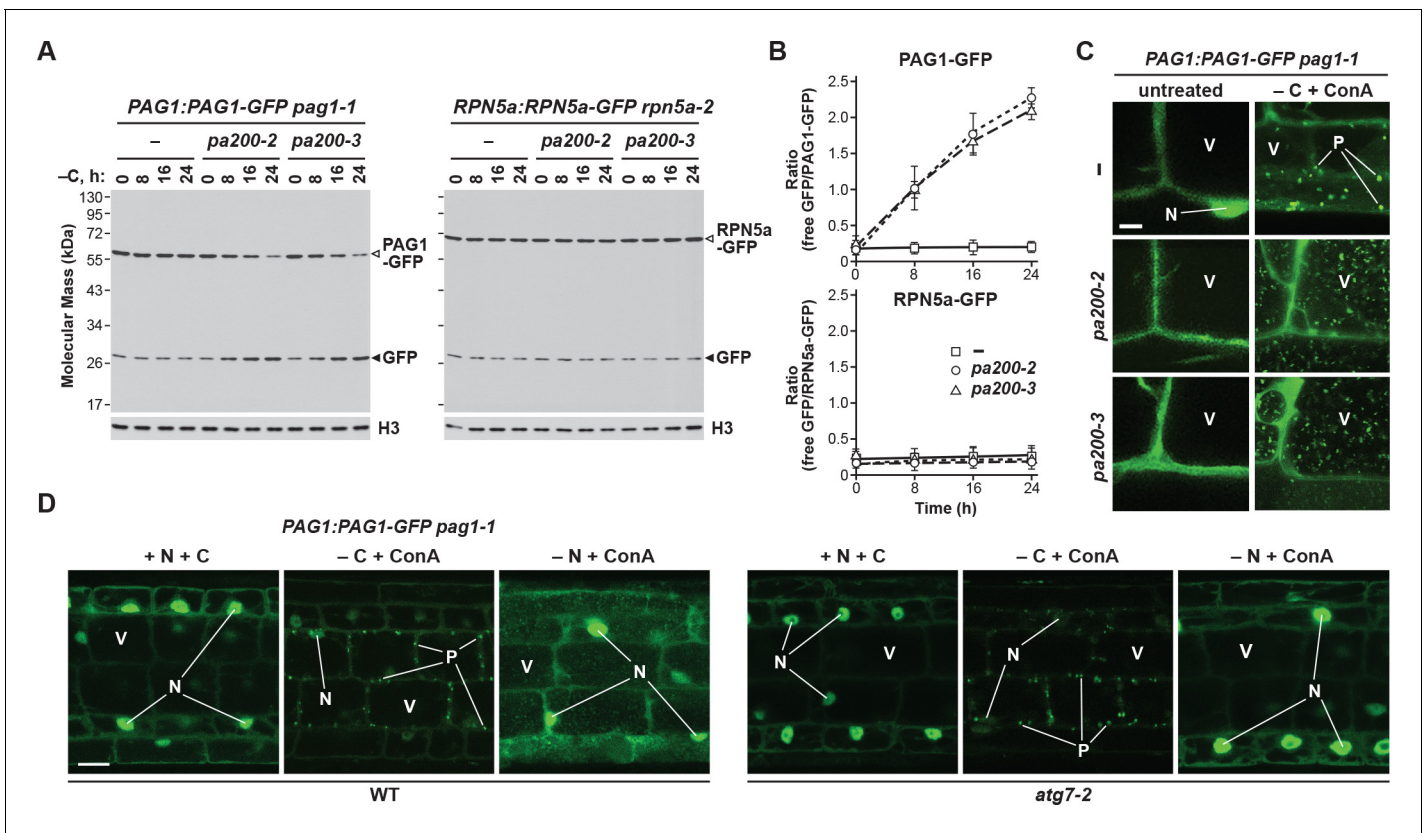 A
PAG1:PAG1-GFP pag1-1
– pa200-2 pa200-3
–C, h: 0 8 16 24 0 8 16 24 0 8 16 24
Molecular Mass (kDa)
130
95
72
55
43
34
26
17
PAG1
-GFP
GFP
H3
RPN5a:RPN5a-GFP rpn5a-2
– pa200-2 pa200-3
0 8 16 24 0 8 16 24 0 8 16 24
RPN5a
-GFP
GFP
H3
B
PAG1-GFP
Ratio
(free GFP/PAG1-GFP)
2.5
2.0
1.5
1.0
0.5
0
0 8 16 24
RPN5a-GFP
Ratio
(free GFP/RPN5a-GFP)
2.5
2.0
1.5
1.0
0.5
0
–
pa200-2
pa200-3
0 8 16 24
Time (h)
C
PAG1:PAG1-GFP pag1-1
untreated – C + ConA
–
V
N
V
P
pa200-2
V
V
pa200-3
V
V
D
PAG1:PAG1-GFP pag1-1
+ N + C – C + ConA – N + ConA
V
N
P
N
V
V
N
WT
+ N + C – C + ConA – N + ConA
N
V
N
V
P
V
N
atg7-2